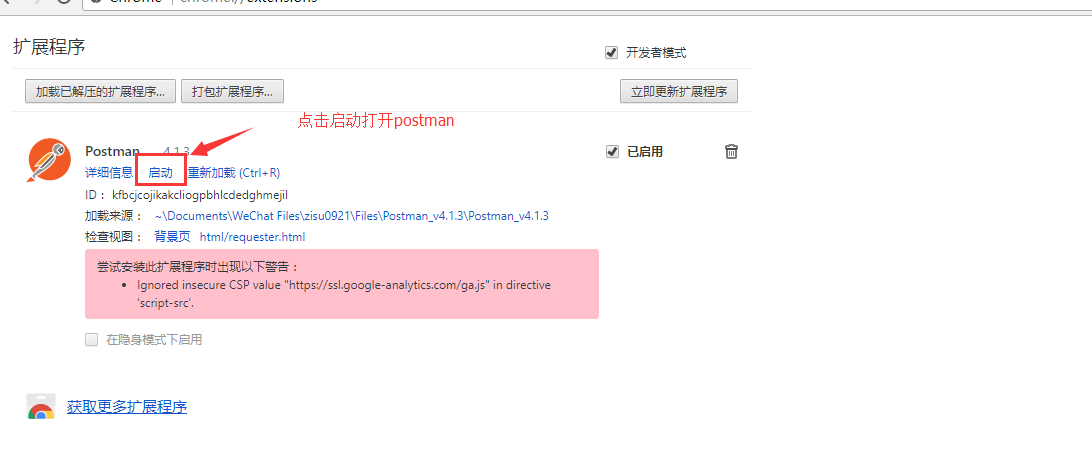 Chrome | chrome://extensions
扩展程序
开发者模式
加载已解压的扩展程序... 打包扩展程序... 立即更新扩展程序
点击启动打开postman
Postman 4.1.3 已启用
详细信息 启动 重新加载 (Ctrl+R)
ID： kfbcjcojikakcliogpbhlcdedghmejil
加载来源： ~\Documents\WeChat Files\zisu0921\Files\Postman_v4.1.3\Postman_v4.1.3
检查视图： 背景页 html/requester.html
尝试安装此扩展程序时出现以下警告：
Ignored insecure CSP value "https://ssl.google-analytics.com/ga.js" in directive
'script-src'.
在隐身模式下启用
获取更多扩展程序